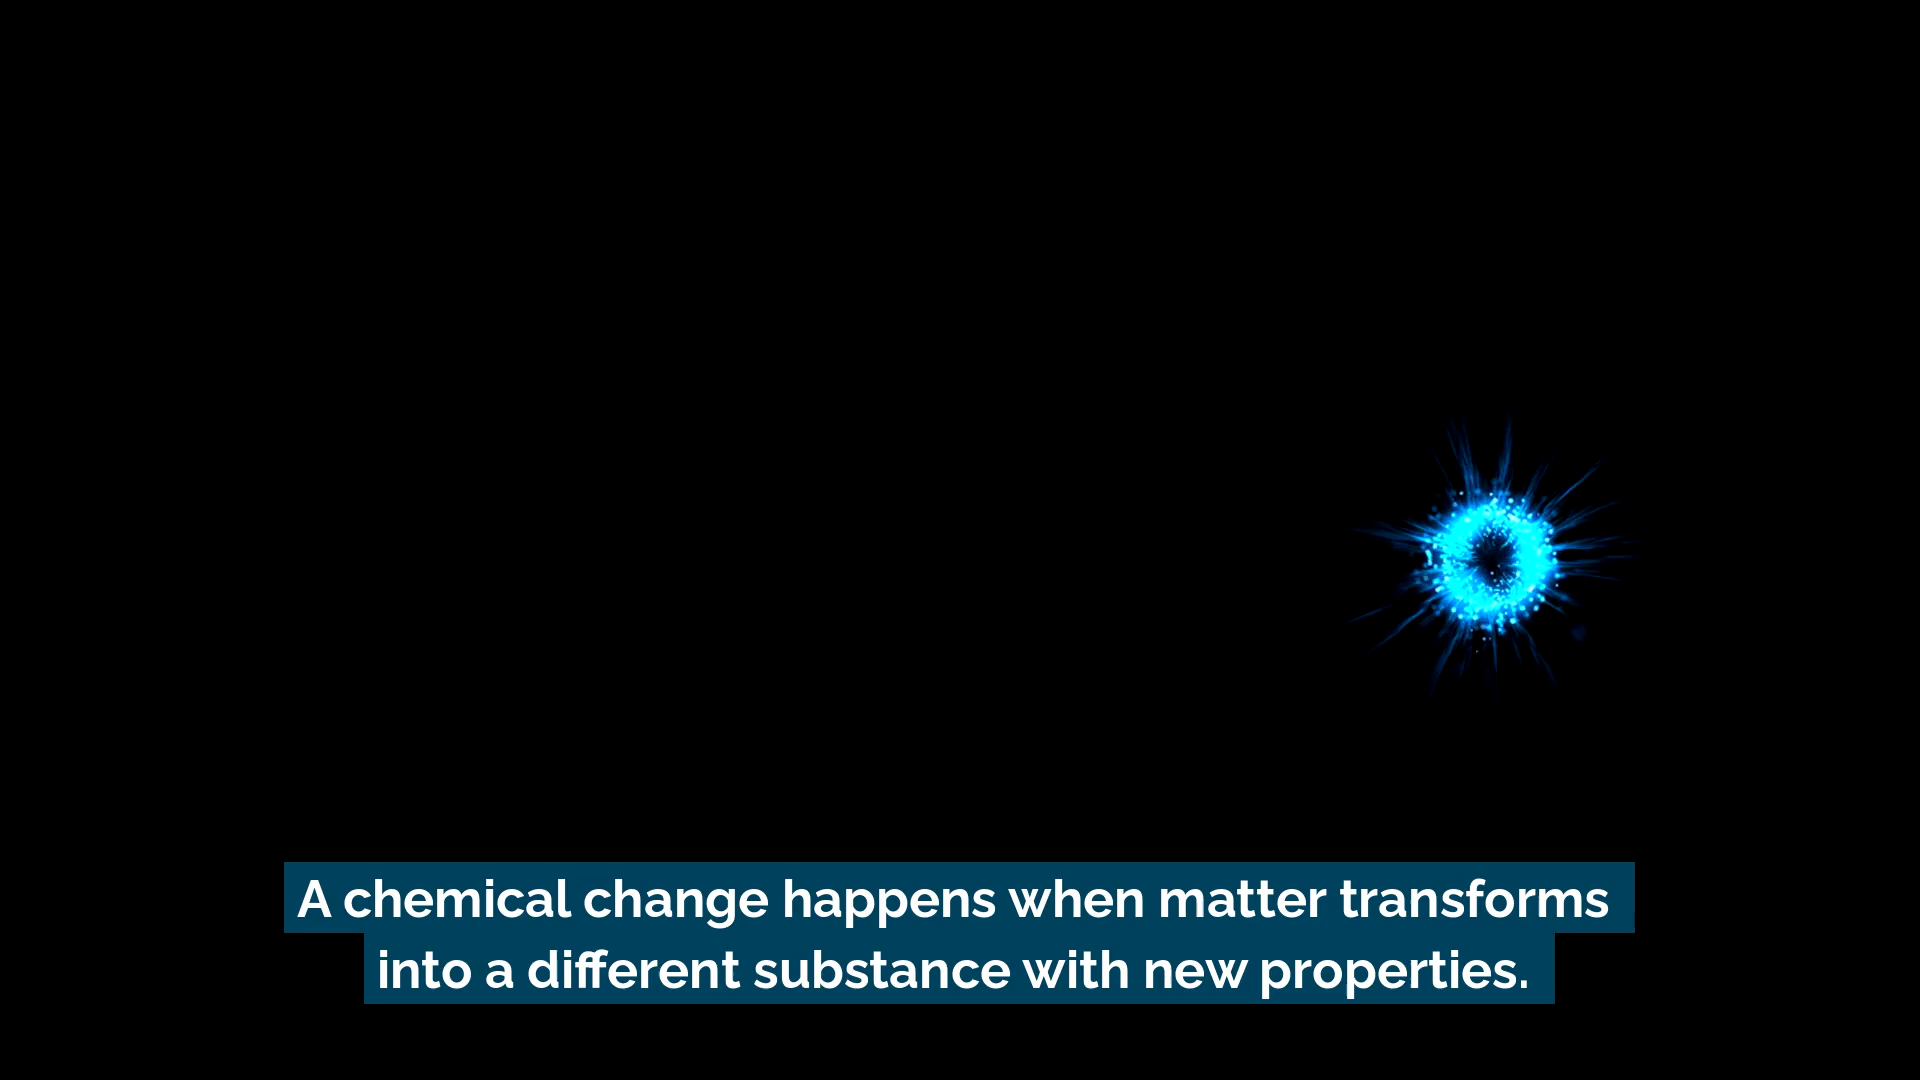 A chemical change happens when matter transforms
into a different substance with new properties.